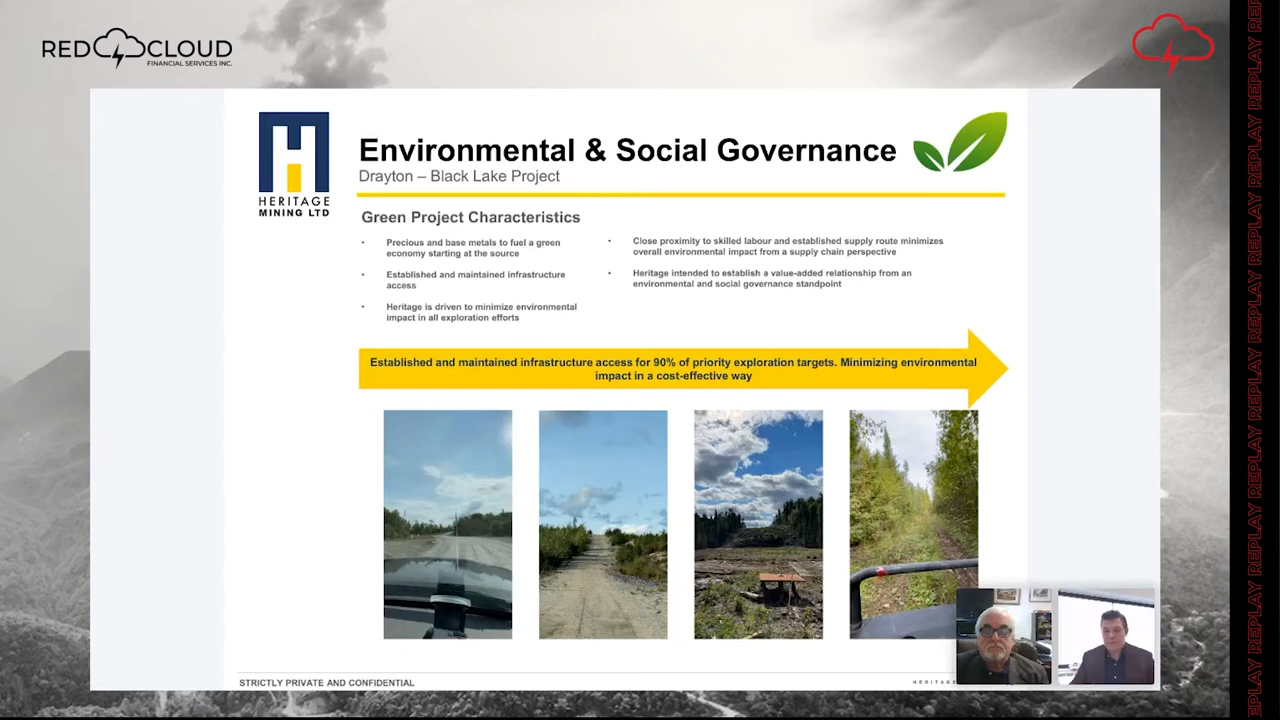 RED CLOUD
FINANCIAL SERVICES INC.
HERITAGE
MINING LTD
Environmental & Social Governance
Drayton – Black Lake Project
Green Project Characteristics
• Precious and base metals to fuel a green
economy starting at the source
• Established and maintained infrastructure
access
• Heritage is driven to minimize environmental
impact in all exploration efforts
• Close proximity to skilled labour and established supply route minimizes
overall environmental impact from a supply chain perspective
• Heritage intended to establish a value-added relationship from an
environmental and social governance standpoint
Established and maintained infrastructure access for 90% of priority exploration targets. Minimizing environmental
impact in a cost-effective way
STRICTLY PRIVATE AND CONFIDENTIAL
REPLAY REPLAY REPLAY REPLAY REPLAY REPLAY REPLAY REPLAY REPLAY